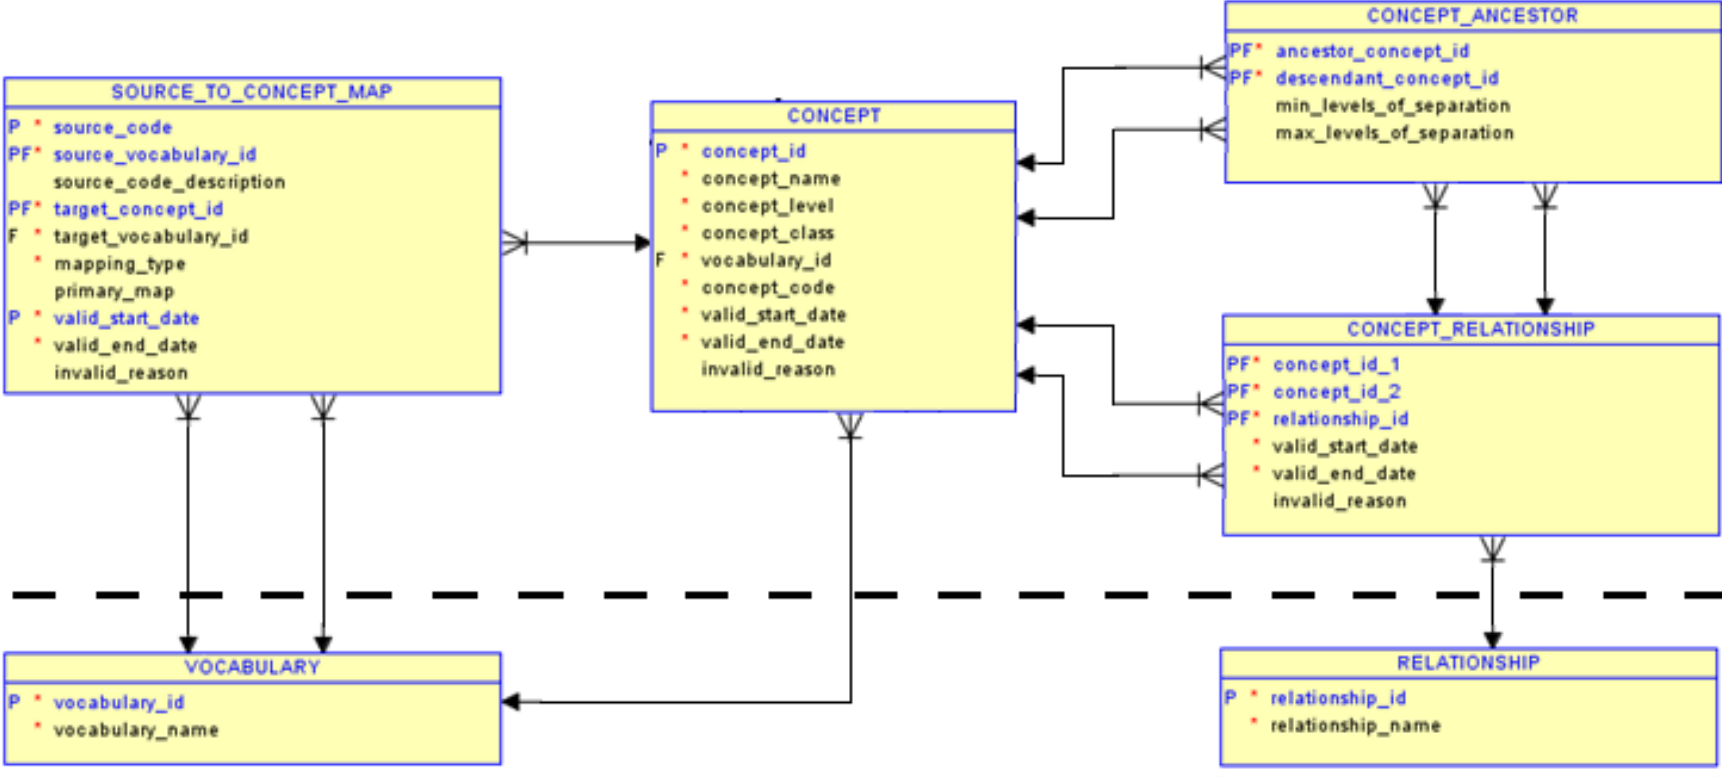 SOURCE_TO_CONCEPT_MAP
P * source_code
PF* source_vocabulary_id
source_code_description
PF* target_concept_id
F * target_vocabulary_id
* mapping_type
primary_map
P * valid_start_date
* valid_end_date
invalid_reason
CONCEPT
P * concept_id
* concept_name
* concept_level
* concept_class
F * vocabulary_id
* concept_code
* valid_start_date
* valid_end_date
invalid_reason
CONCEPT_ANCESTOR
PF* ancestor_concept_id
PF* descendant_concept_id
min_levels_of_separation
max_levels_of_separation
CONCEPT_RELATIONSHIP
PF* concept_id_1
PF* concept_id_2
PF* relationship_id
* valid_start_date
* valid_end_date
invalid_reason
VOCABULARY
P * vocabulary_id
* vocabulary_name
RELATIONSHIP
P * relationship_id
* relationship_name